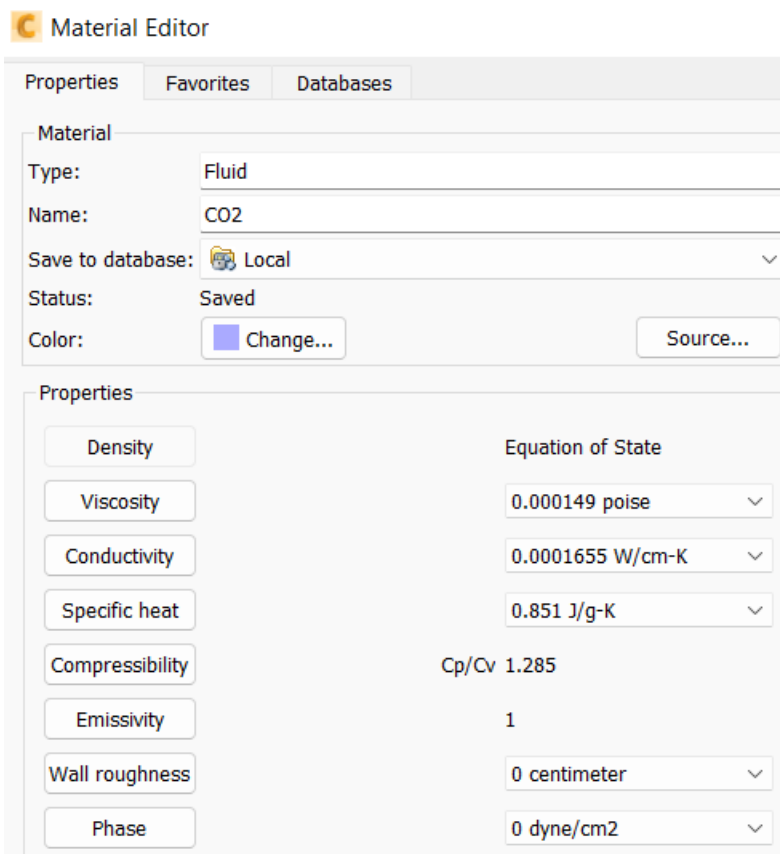 Material Editor
Properties Favorites Databases
Material
Type: Fluid
Name: CO2
Save to database: Local
Status: Saved
Color: Change... Source...
Properties
Density Equation of State
Viscosity 0.000149 poise
Conductivity 0.0001655 W/cm-K
Specific heat 0.851 J/g-K
Compressibility Cp/Cv 1.285
Emissivity 1
Wall roughness 0 centimeter
Phase 0 dyne/cm2